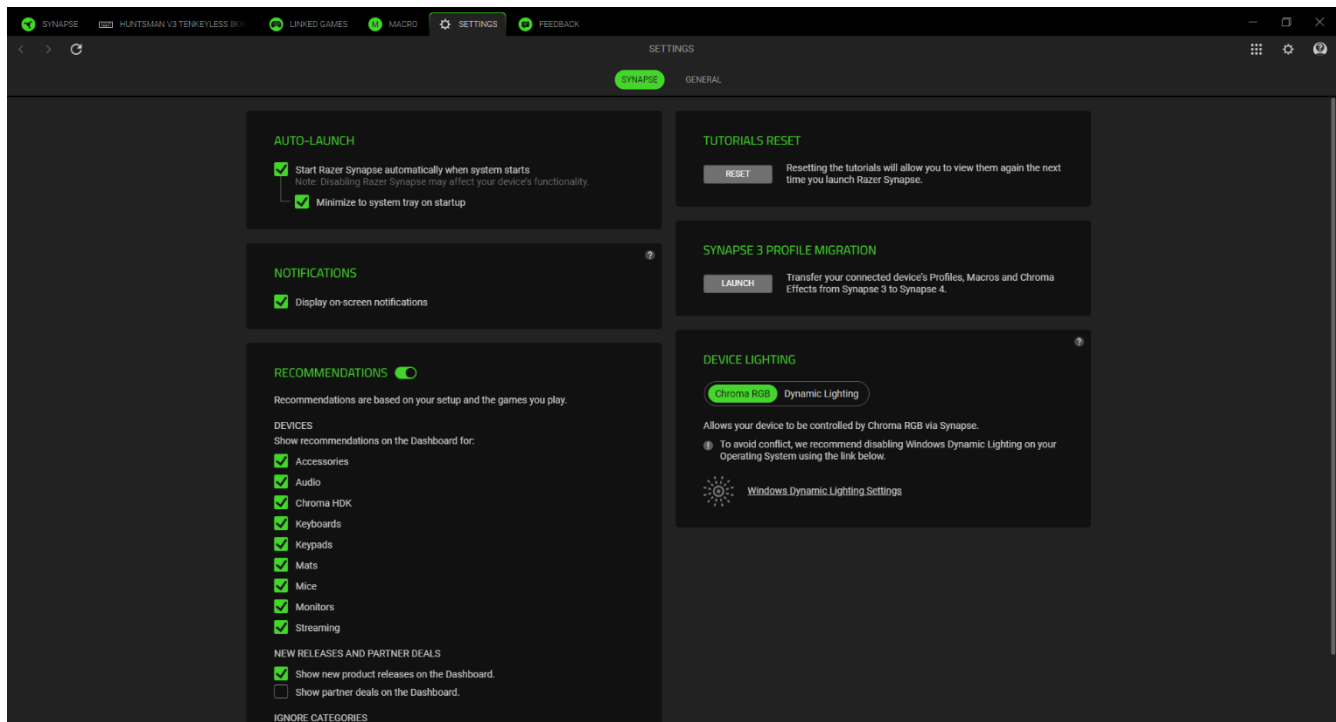 SYNAPSE HUNTSMAN V3 TENKEYLESS LINKED GAMES MACRO SETTINGS FEEDBACK
SETTINGS
SYNAPSE GENERAL
AUTO-LAUNCH
Start Razer Synapse automatically when system starts
Note: Disabling Razer Synapse may affect your device's functionality.
Minimize to system tray on startup
NOTIFICATIONS
Display on-screen notifications
RECOMMENDATIONS
Recommendations are based on your setup and the games you play.
DEVICES
Show recommendations on the Dashboard for:
Accessories
Audio
Chroma HDK
Keyboards
Keypads
Mats
Mice
Monitors
Streaming
NEW RELEASES AND PARTNER DEALS
Show new product releases on the Dashboard.
Show partner deals on the Dashboard.
IGNORE CATEGORIES
TUTORIALS RESET
RESET
Resetting the tutorials will allow you to view them again the next
time you launch Razer Synapse.
SYNAPSE 3 PROFILE MIGRATION
LAUNCH
Transfer your connected device's Profiles, Macros and Chroma
Effects from Synapse 3 to Synapse 4.
DEVICE LIGHTING
Chroma RGB Dynamic Lighting
Allows your device to be controlled by Chroma RGB via Synapse.
To avoid conflict, we recommend disabling Windows Dynamic Lighting on your
Operating System using the link below.
Windows Dynamic Lighting Settings